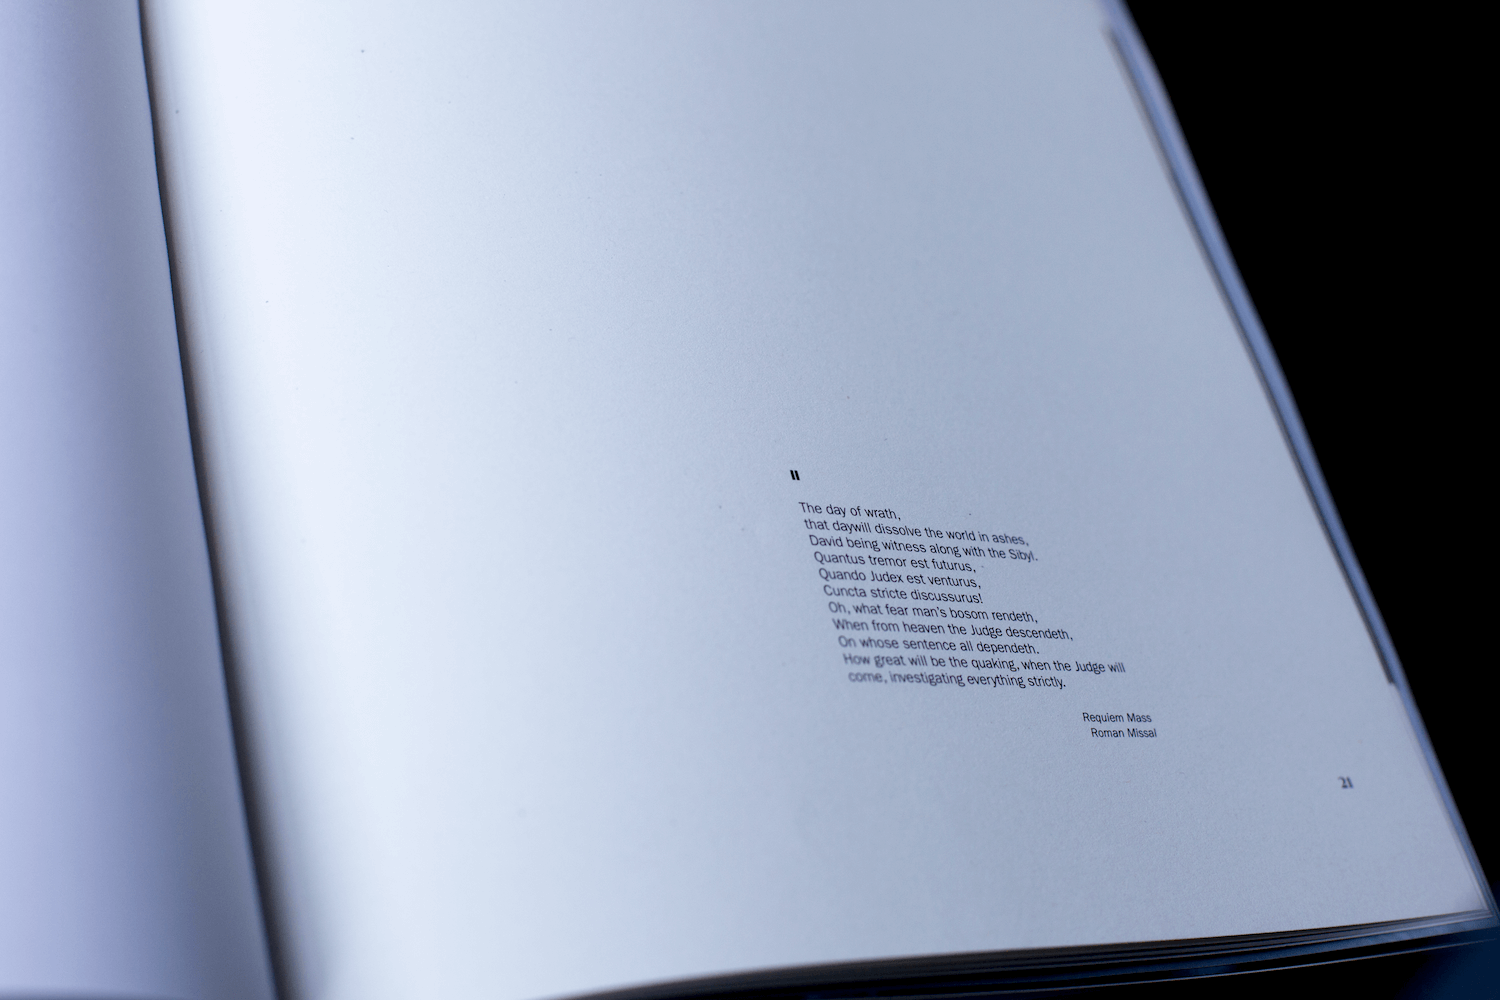 "
The day of wrath,
that daywill dissolve the world in ashes,
David being witness along with the Sibyl.
Quantus tremor est futurus,
Quando Judex est venturus,
Cuncta stricte discussurus!
Oh, what fear man's bosom rendeth,
When from heaven the Judge descendeth,
On whose sentence all dependeth.
How great will be the quaking, when the Judge will
come, investigating everything strictly.
Requiem Mass
Roman Missal
21